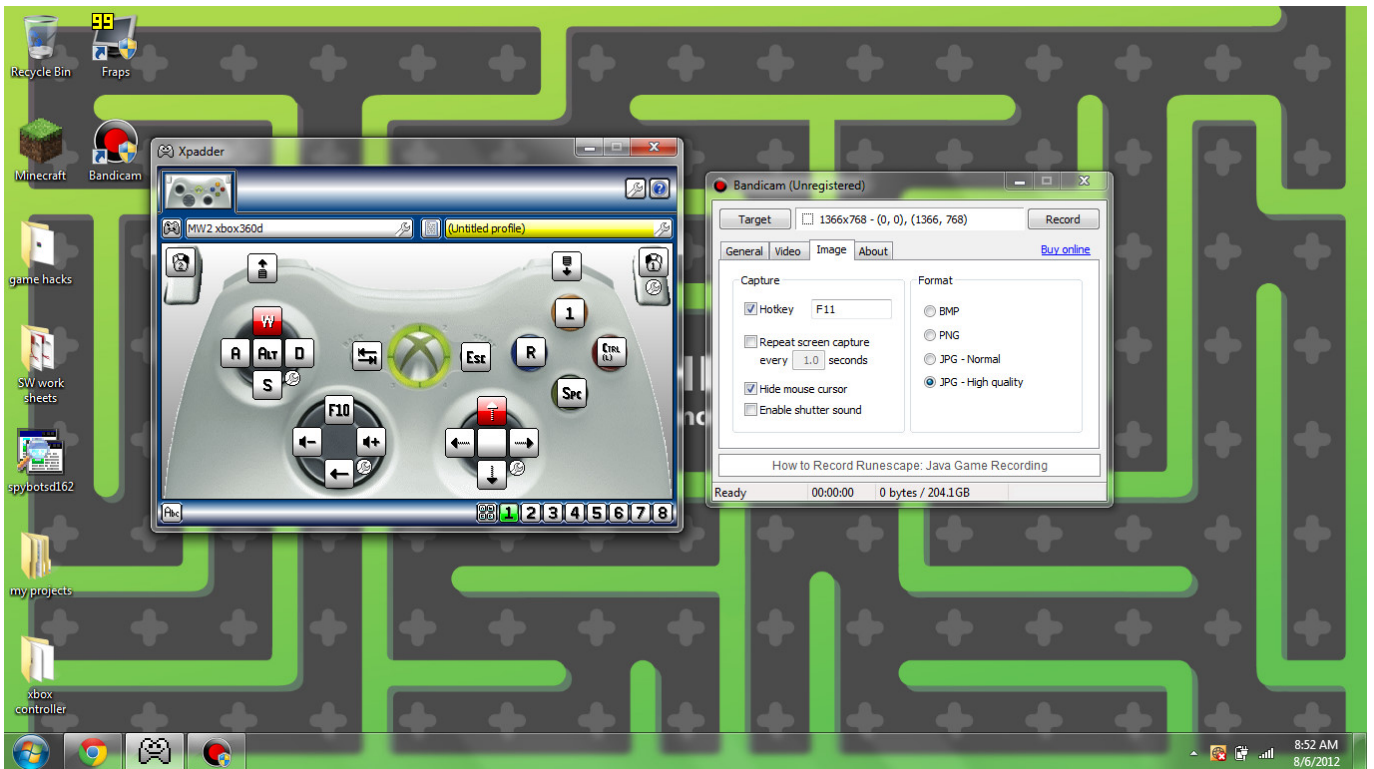 99
Recycle Bin
Fraps
Minecraft
Bandicam
game hacks
SW work
sheets
spybotsd162
my projects
xbox
controller
Xpadder
MW2 xbox360d
(Untitled profile)
2
1
W
A
ALT
D
S
Esc
1
R
CTRL
(L)
Spc
F10
Abc
1 2 3 4 5 6 7 8
Bandicam (Unregistered)
Target
1366x768 - (0, 0), (1366, 768)
Record
General
Video
Image
About
Buy online
Capture
Hotkey
F11
Repeat screen capture
every 1.0 seconds
Hide mouse cursor
Enable shutter sound
Format
BMP
PNG
JPG - Normal
JPG - High quality
How to Record Runescape: Java Game Recording
Ready
00:00:00
0 bytes / 204.1GB
8:52 AM
8/6/2012